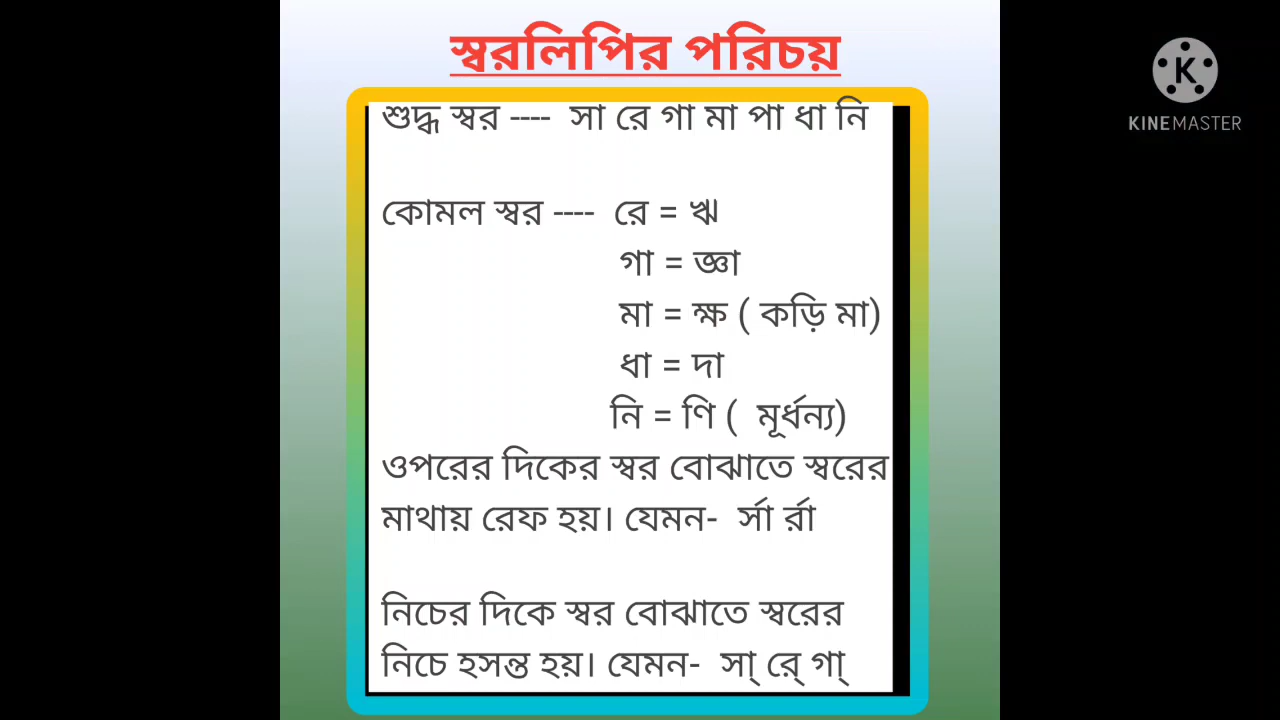 স্বরলিপির পরিচয়
KINEMASTER
শুদ্ধ স্বর ---- সা রে গা মা পা ধা নি
কোমল স্বর ---- রে = ঋ
গা = জ্ঞা
মা = ক্ষ ( কড়ি মা)
ধা = দা
নি = ণি ( মূর্ধন্য)
ওপরের দিকের স্বর বোঝাতে স্বরের
মাথায় রেফ হয়। যেমন- র্সা র্রা
নিচের দিকে স্বর বোঝাতে স্বরের
নিচে হসন্ত হয়। যেমন- সা্ রে্ গা্